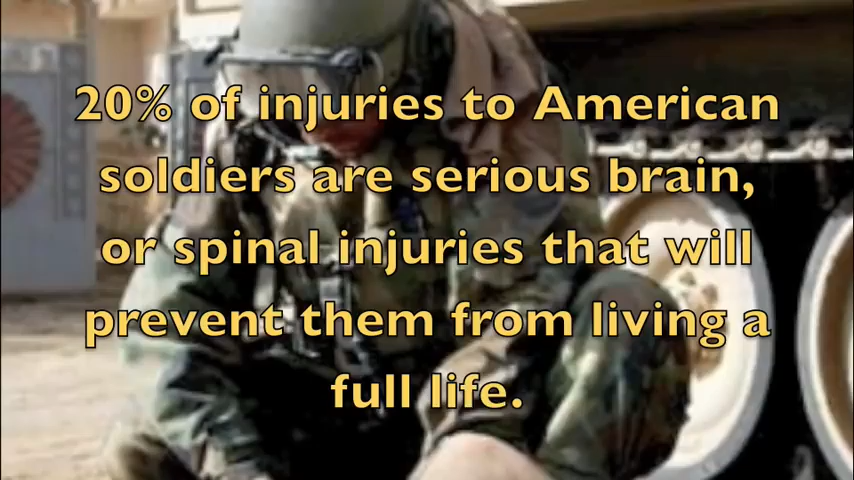 20% of injuries to American
soldiers are serious brain,
or spinal injuries that will
prevent them from living a
full life.